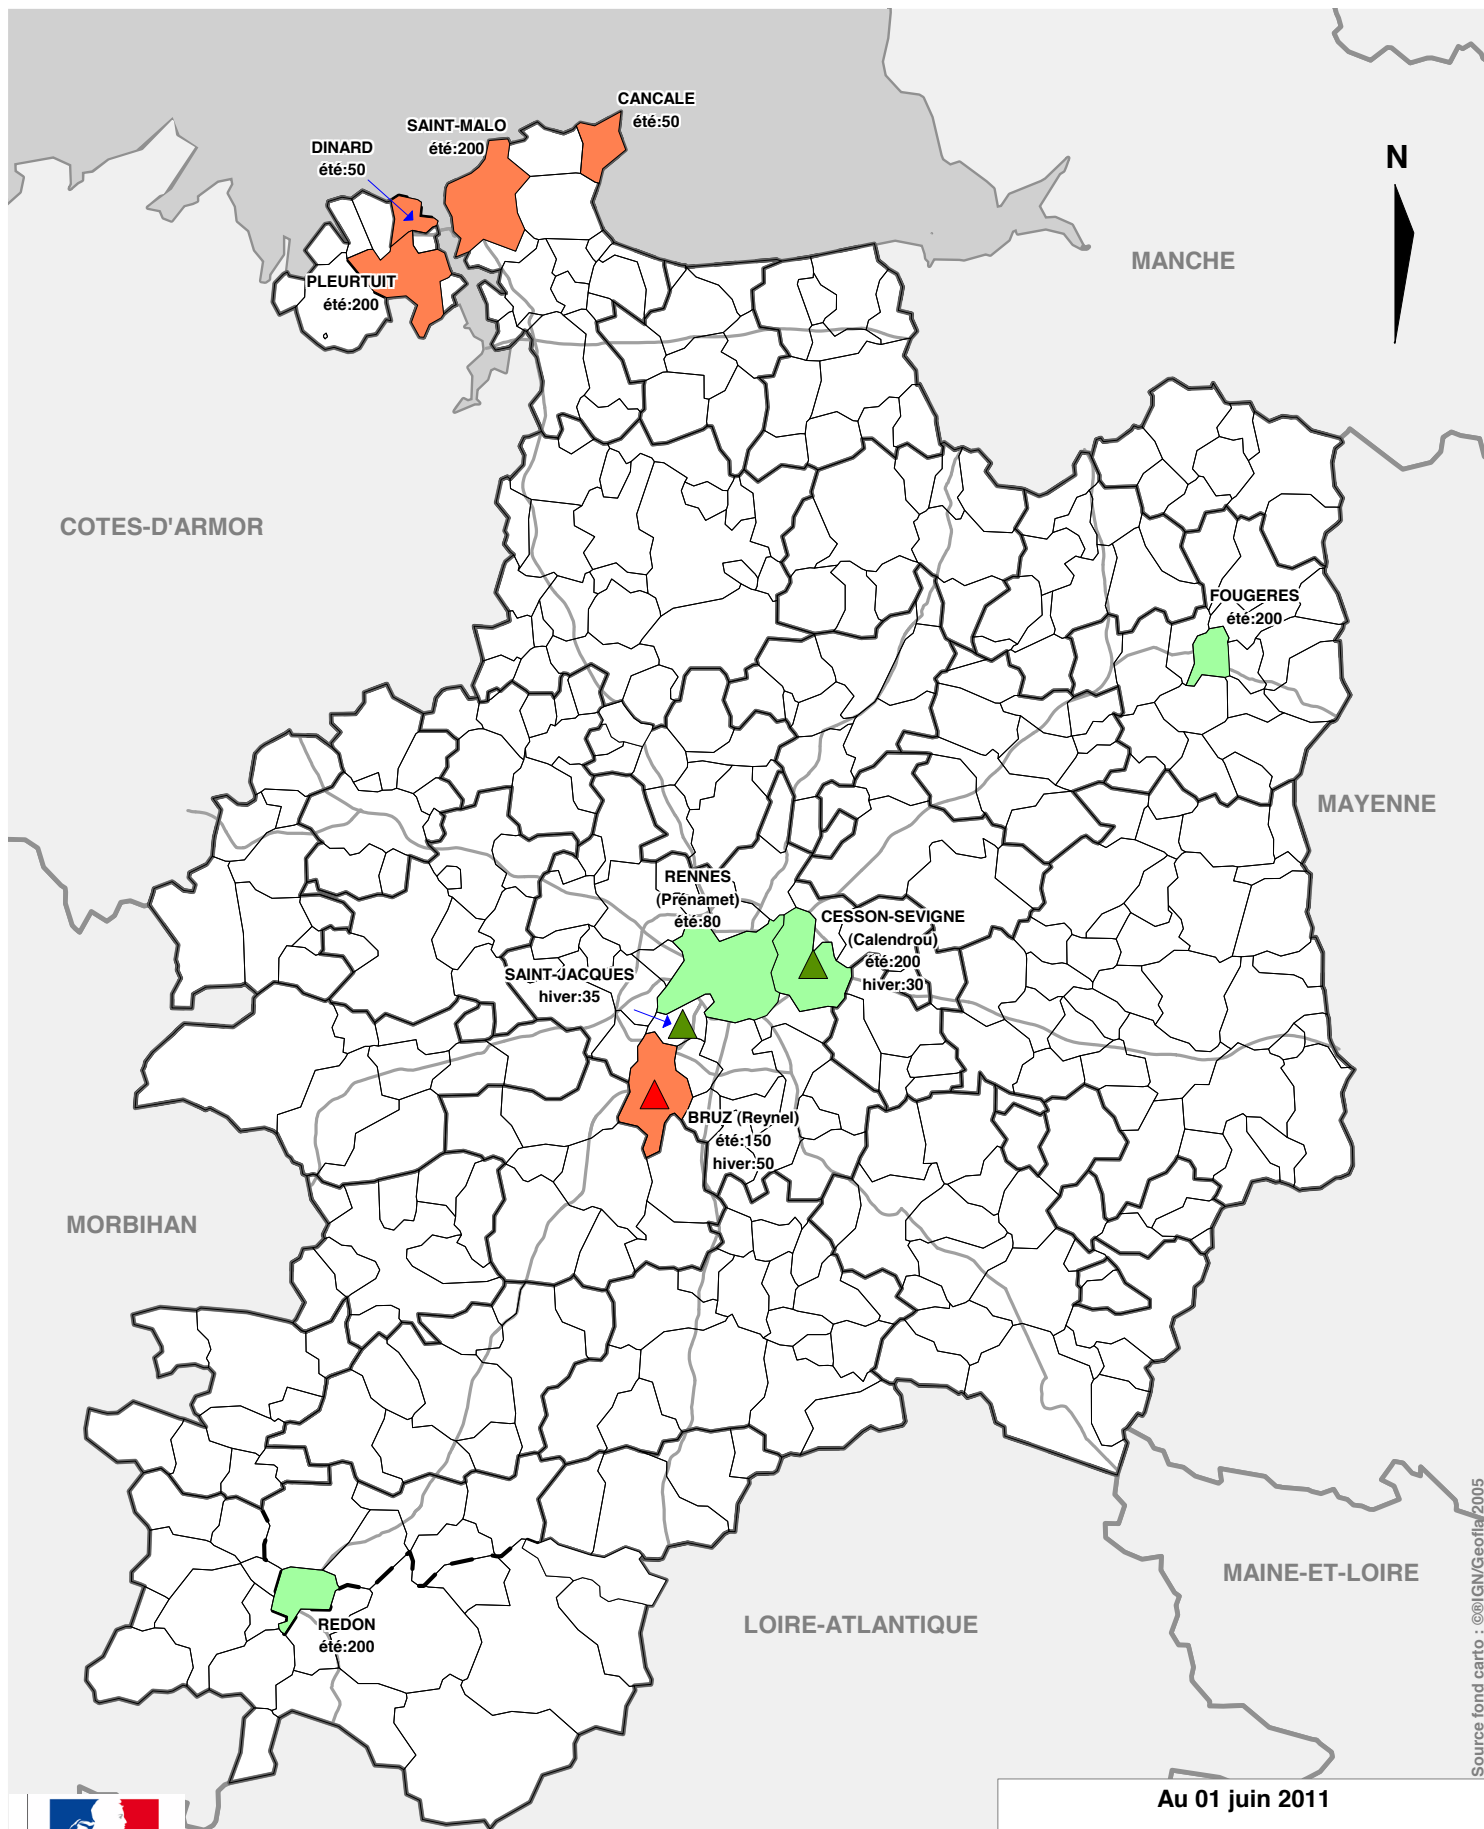 CANCALE
été:50
SAINT-MALO
été:200
DINARD
été:50
N
MANCHE
PLEURTUIT
été:200
COTES-D'ARMOR
FOUGERES
été:200
MAYENNE
RENNES
(Prénamet)
été:80
CESSON-SEVIGNE
(Calendrou)
été:200
hiver:30
SAINT-JACQUES
hiver:35
BRUZ (Reynel)
été:150
hiver:50
MORBIHAN
MAINE-ET-LOIRE
LOIRE-ATLANTIQUE
REDON
été:200
Source fond carto : ©®IGN/Geofla/2005
Au 01 juin 2011